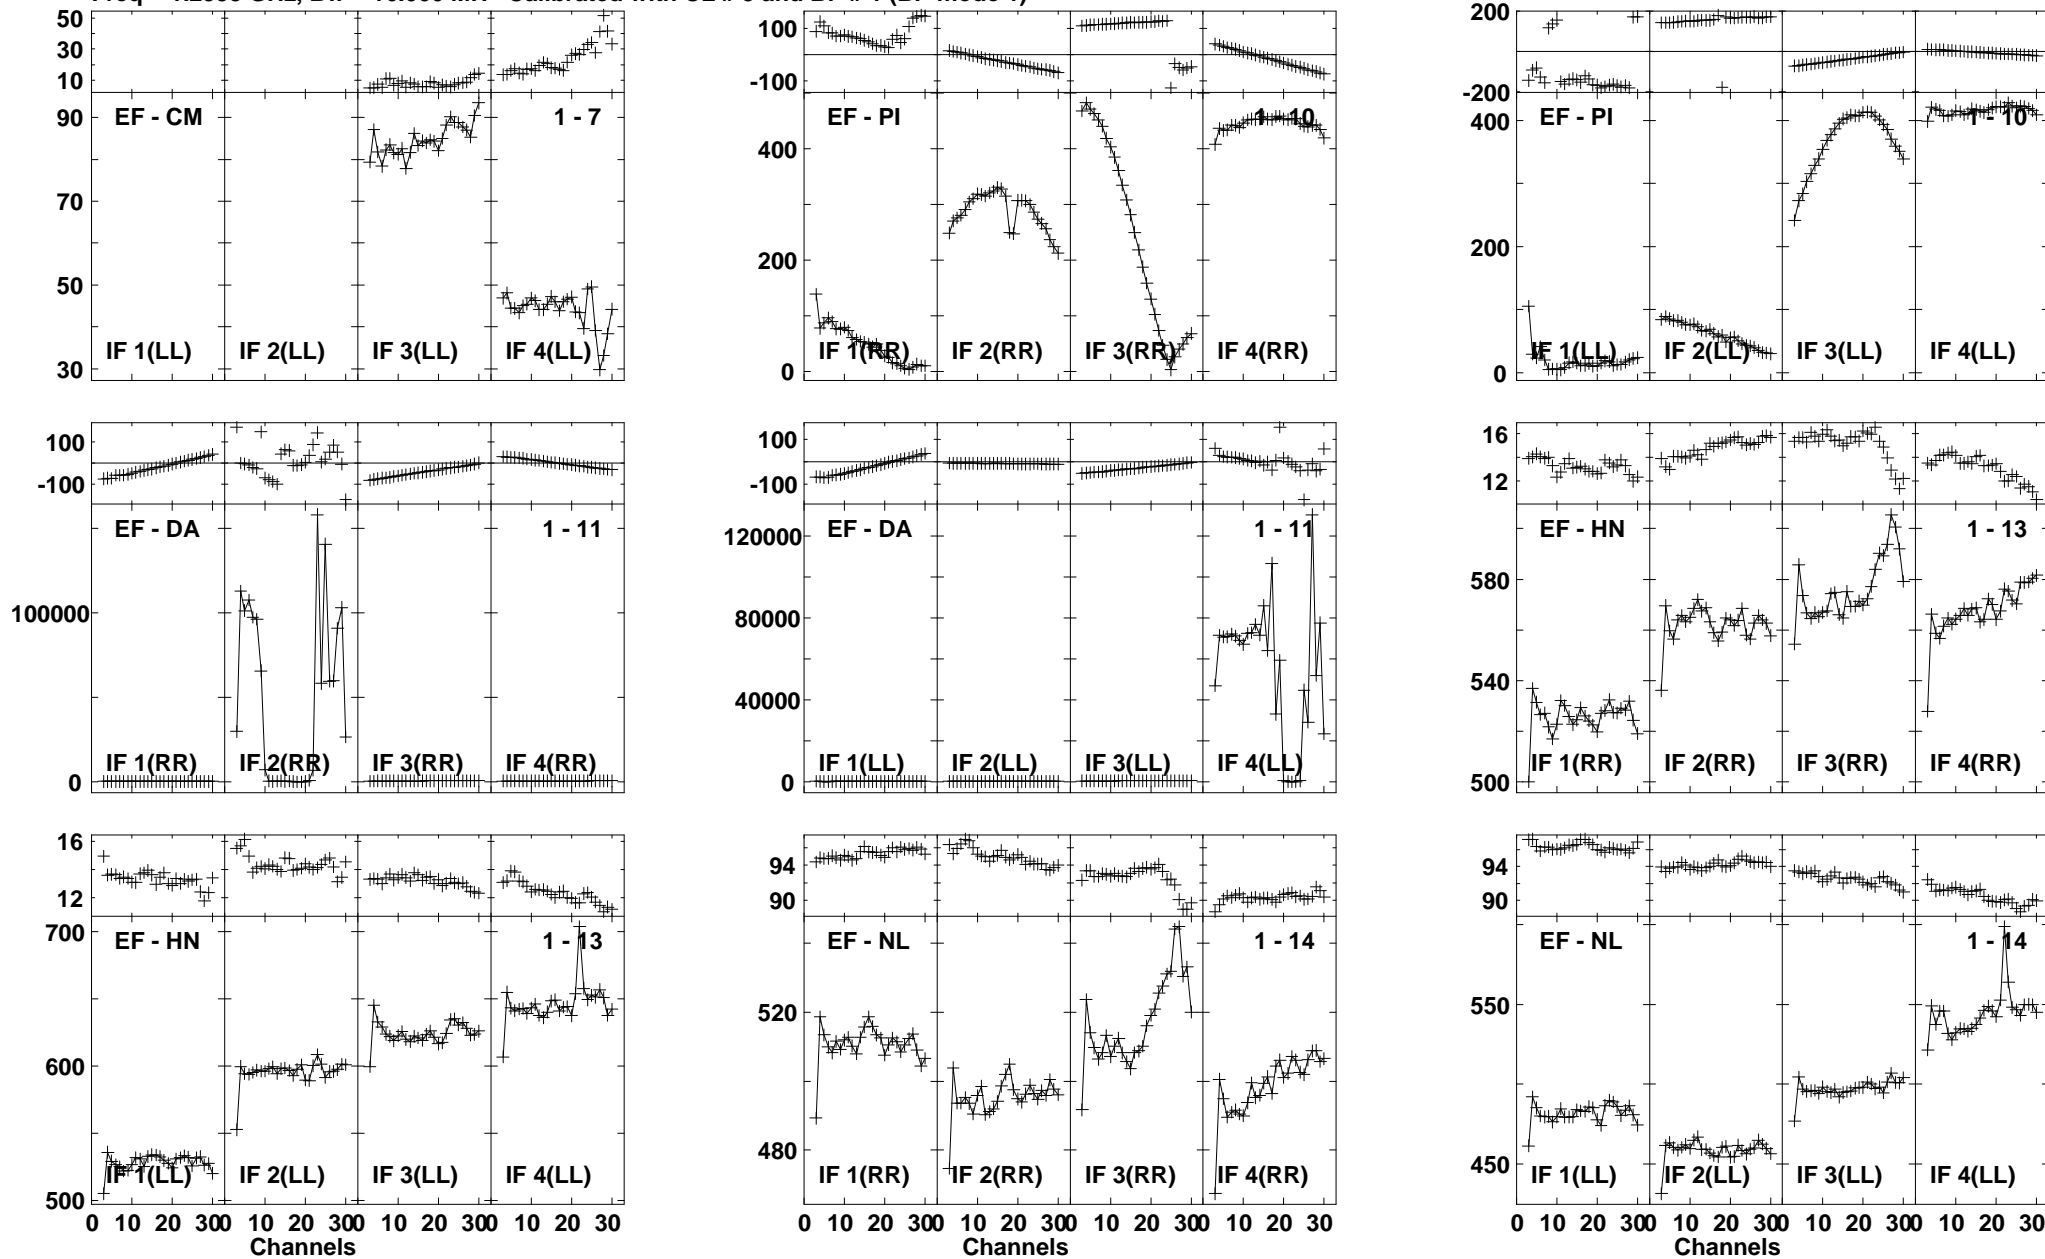 50
30
10
90
70
50
30
EF - CM
1 - 7
IF 1(LL)
IF 2(LL)
IF 3(LL)
IF 4(LL)
100
0
-100
400
200
0
EF - PI
1 - 10
IF 1(RR)
IF 2(RR)
IF 3(RR)
IF 4(RR)
200
-200
400
200
0
EF - PI
1 - 10
IF 1(LL)
IF 2(LL)
IF 3(LL)
IF 4(LL)
100
0
-100
100000
0
EF - DA
1 - 11
IF 1(RR)
IF 2(RR)
IF 3(RR)
IF 4(RR)
100
0
-100
120000
80000
40000
0
EF - DA
1 - 11
IF 1(LL)
IF 2(LL)
IF 3(LL)
IF 4(LL)
16
12
580
540
500
EF - HN
1 - 13
IF 1(RR)
IF 2(RR)
IF 3(RR)
IF 4(RR)
16
12
700
600
500
EF - HN
1 - 13
IF 1(LL)
IF 2(LL)
IF 3(LL)
IF 4(LL)
0 10 20 30 0 10 20 30 0 10 20 30 0 10 20 30
Channels
94
90
520
480
EF - NL
1 - 14
IF 1(RR)
IF 2(RR)
IF 3(RR)
IF 4(RR)
0 10 20 30 0 10 20 30 0 10 20 30 0 10 20 30
Channels
94
90
550
450
EF - NL
1 - 14
IF 1(LL)
IF 2(LL)
IF 3(LL)
IF 4(LL)
0 10 20 30 0 10 20 30 0 10 20 30 0 10 20 30
Channels